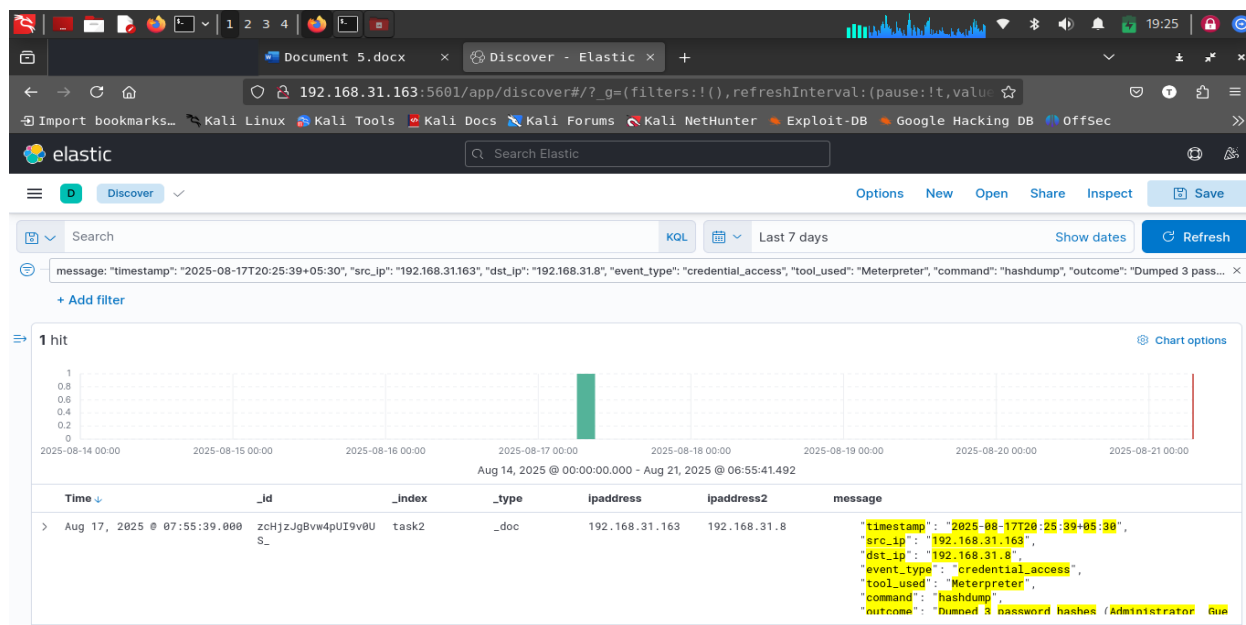 1 2 3 4 19:25
Document 5.docx × Discover - Elastic × +
192.168.31.163:5601/app/discover#/?_g=(filters:!(),refreshInterval:(pause:!t,value
Import bookmarks… Kali Linux Kali Tools Kali Docs Kali Forums Kali NetHunter Exploit-DB Google Hacking DB OffSec
elastic Search Elastic
D Discover Options New Open Share Inspect Save
Search KQL Last 7 days Show dates Refresh
message: "timestamp": "2025-08-17T20:25:39+05:30", "src_ip": "192.168.31.163", "dst_ip": "192.168.31.8", "event_type": "credential_access", "tool_used": "Meterpreter", "command": "hashdump", "outcome": "Dumped 3 pass... ×
+ Add filter
1 hit Chart options
1
0.8
0.6
0.4
0.2
0
2025-08-14 00:00 2025-08-15 00:00 2025-08-16 00:00 2025-08-17 00:00 2025-08-18 00:00 2025-08-19 00:00 2025-08-20 00:00 2025-08-21 00:00
Aug 14, 2025 @ 00:00:00.000 - Aug 21, 2025 @ 06:55:41.492
Time _id _index _type ipaddress ipaddress2 message
Aug 17, 2025 @ 07:55:39.000 zcHjzJgBvw4pUI9v0U task2 _doc 192.168.31.163 192.168.31.8 "timestamp": "2025-08-17T20:25:39+05:30",
S_ "src_ip": "192.168.31.163",
"dst_ip": "192.168.31.8",
"event_type": "credential_access",
"tool_used": "Meterpreter",
"command": "hashdump",
"outcome": "Dumped 3 password hashes (Administrator, Gue